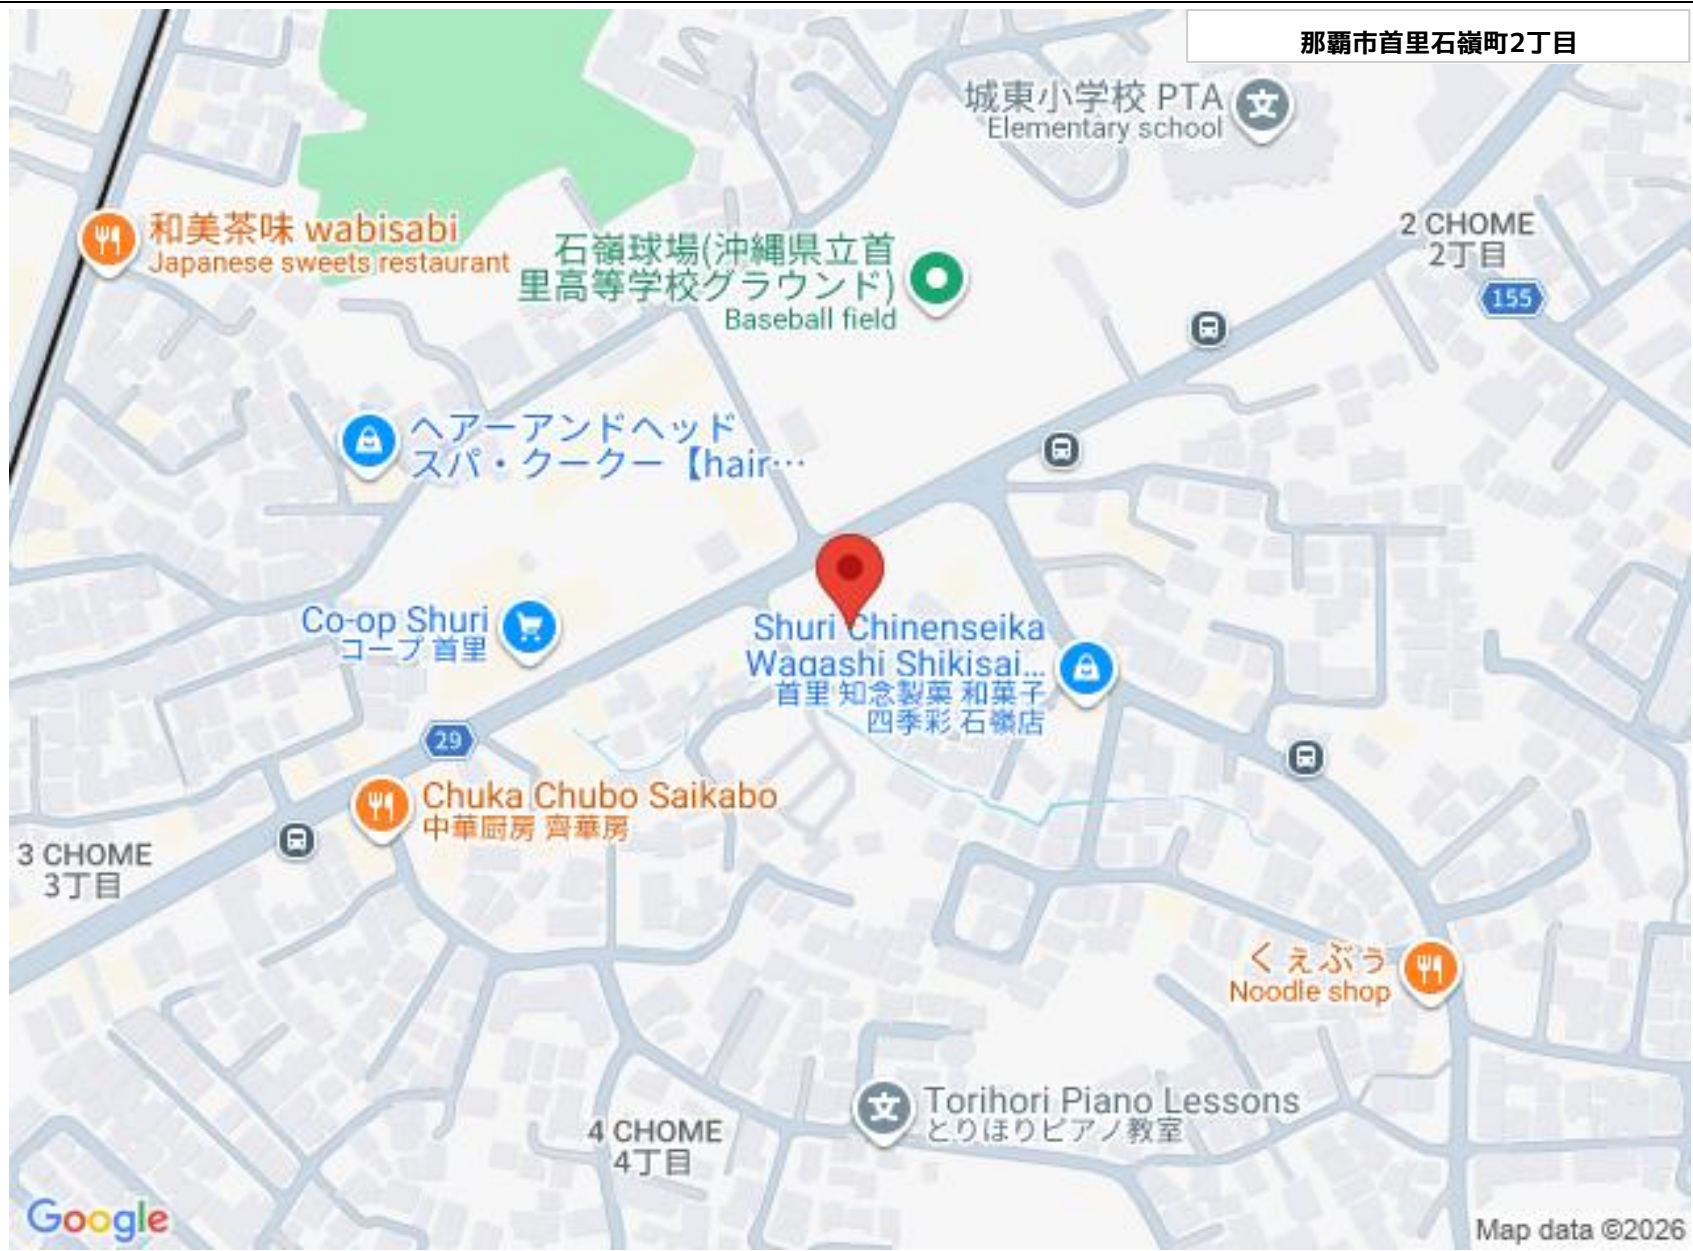 那覇市首里石嶺町2丁目
城東小学校 PTA
Elementary school
和美茶味 wabisabi
Japanese sweets restaurant
2 CHOME
2丁目
石嶺球場(沖縄県立首
里高等学校グラウンド)
Baseball field
155
ヘアーアンドヘッド
スパ・クークー【hair…
Co-op Shuri
コープ 首里
Shuri Chinenseika
Wagashi Shikisai...
首里 知念製菓 和菓子
四季彩 石嶺店
29
Chuka Chubo Saikabo
中華厨房 齊華房
3 CHOME
3丁目
くぇぶぅ
Noodle shop
Torihori Piano Lessons
とりほりピアノ教室
4 CHOME
4丁目
Google
Map data ©2026